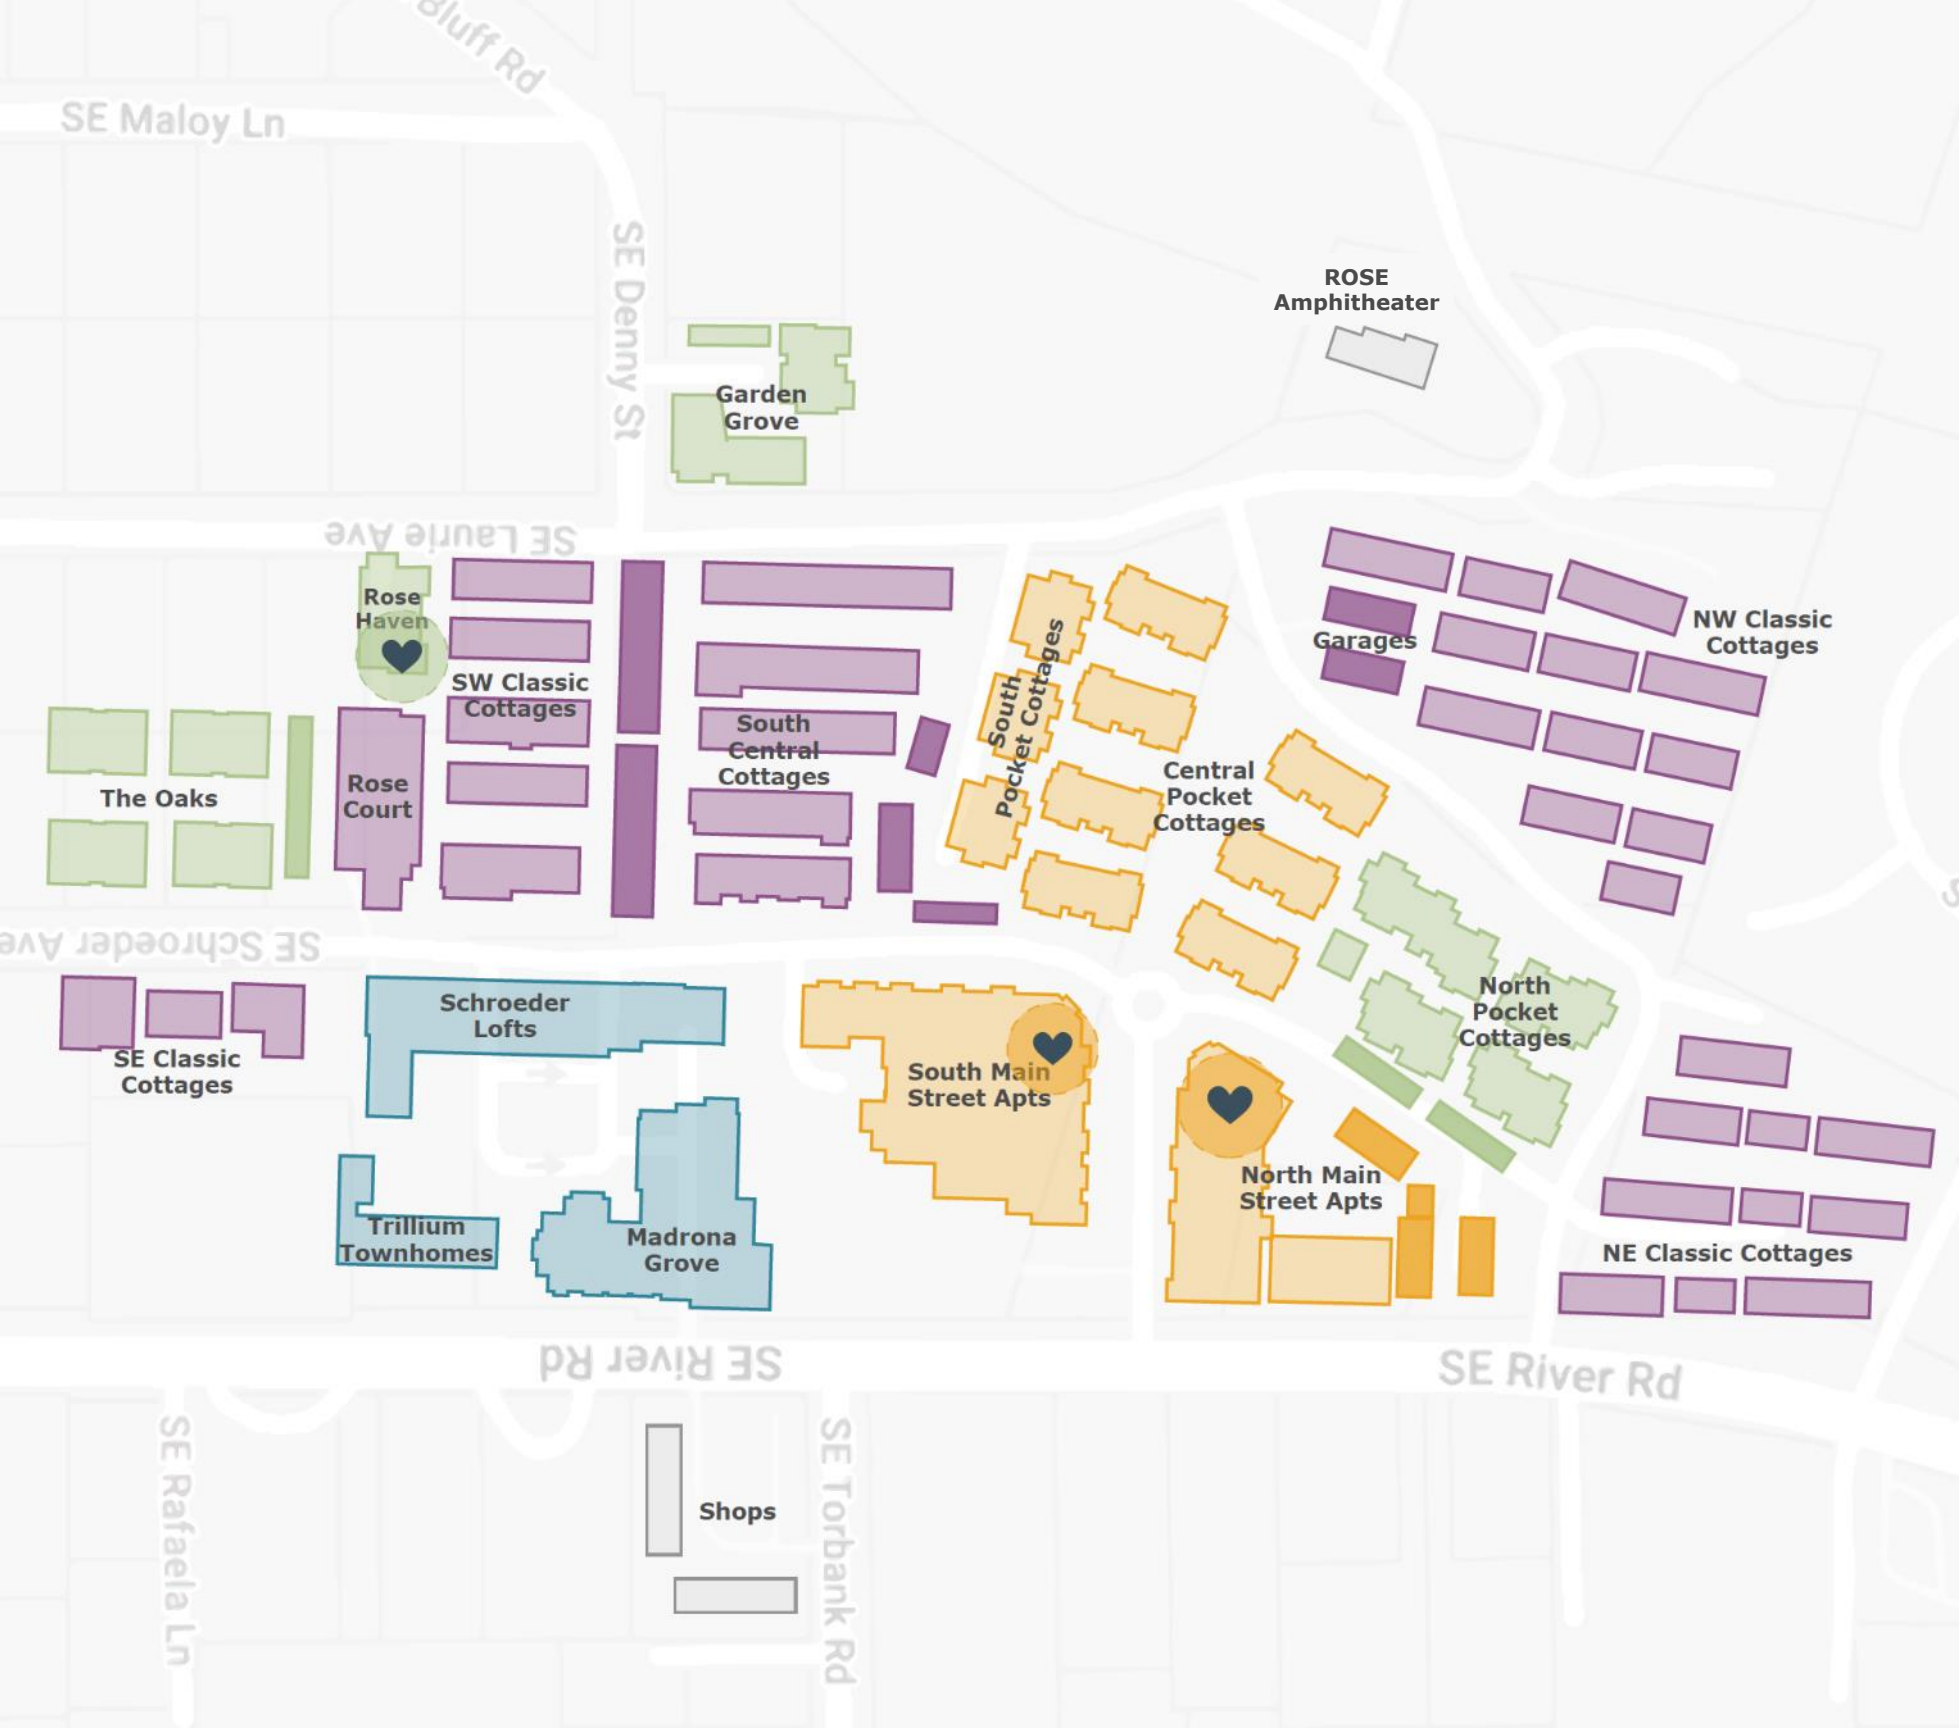 Bluff Rd
SE Maloy Ln
SE Denny St
ROSE
Amphitheater
Garden
Grove
SE Laurie Ave
Rose
Haven
SW Classic
Cottages
South
Central
Cottages
South
Pocket Cottages
Central
Pocket
Cottages
Garages
NW Classic
Cottages
The Oaks
Rose
Court
SE Schroeder Ave
SE Classic
Cottages
Schroeder
Lofts
South Main
Street Apts
North
Pocket
Cottages
North Main
Street Apts
Trillium
Townhomes
Madrona
Grove
NE Classic Cottages
SE River Rd
SE River Rd
SE Rafaela Ln
Shops
SE Torbank Rd